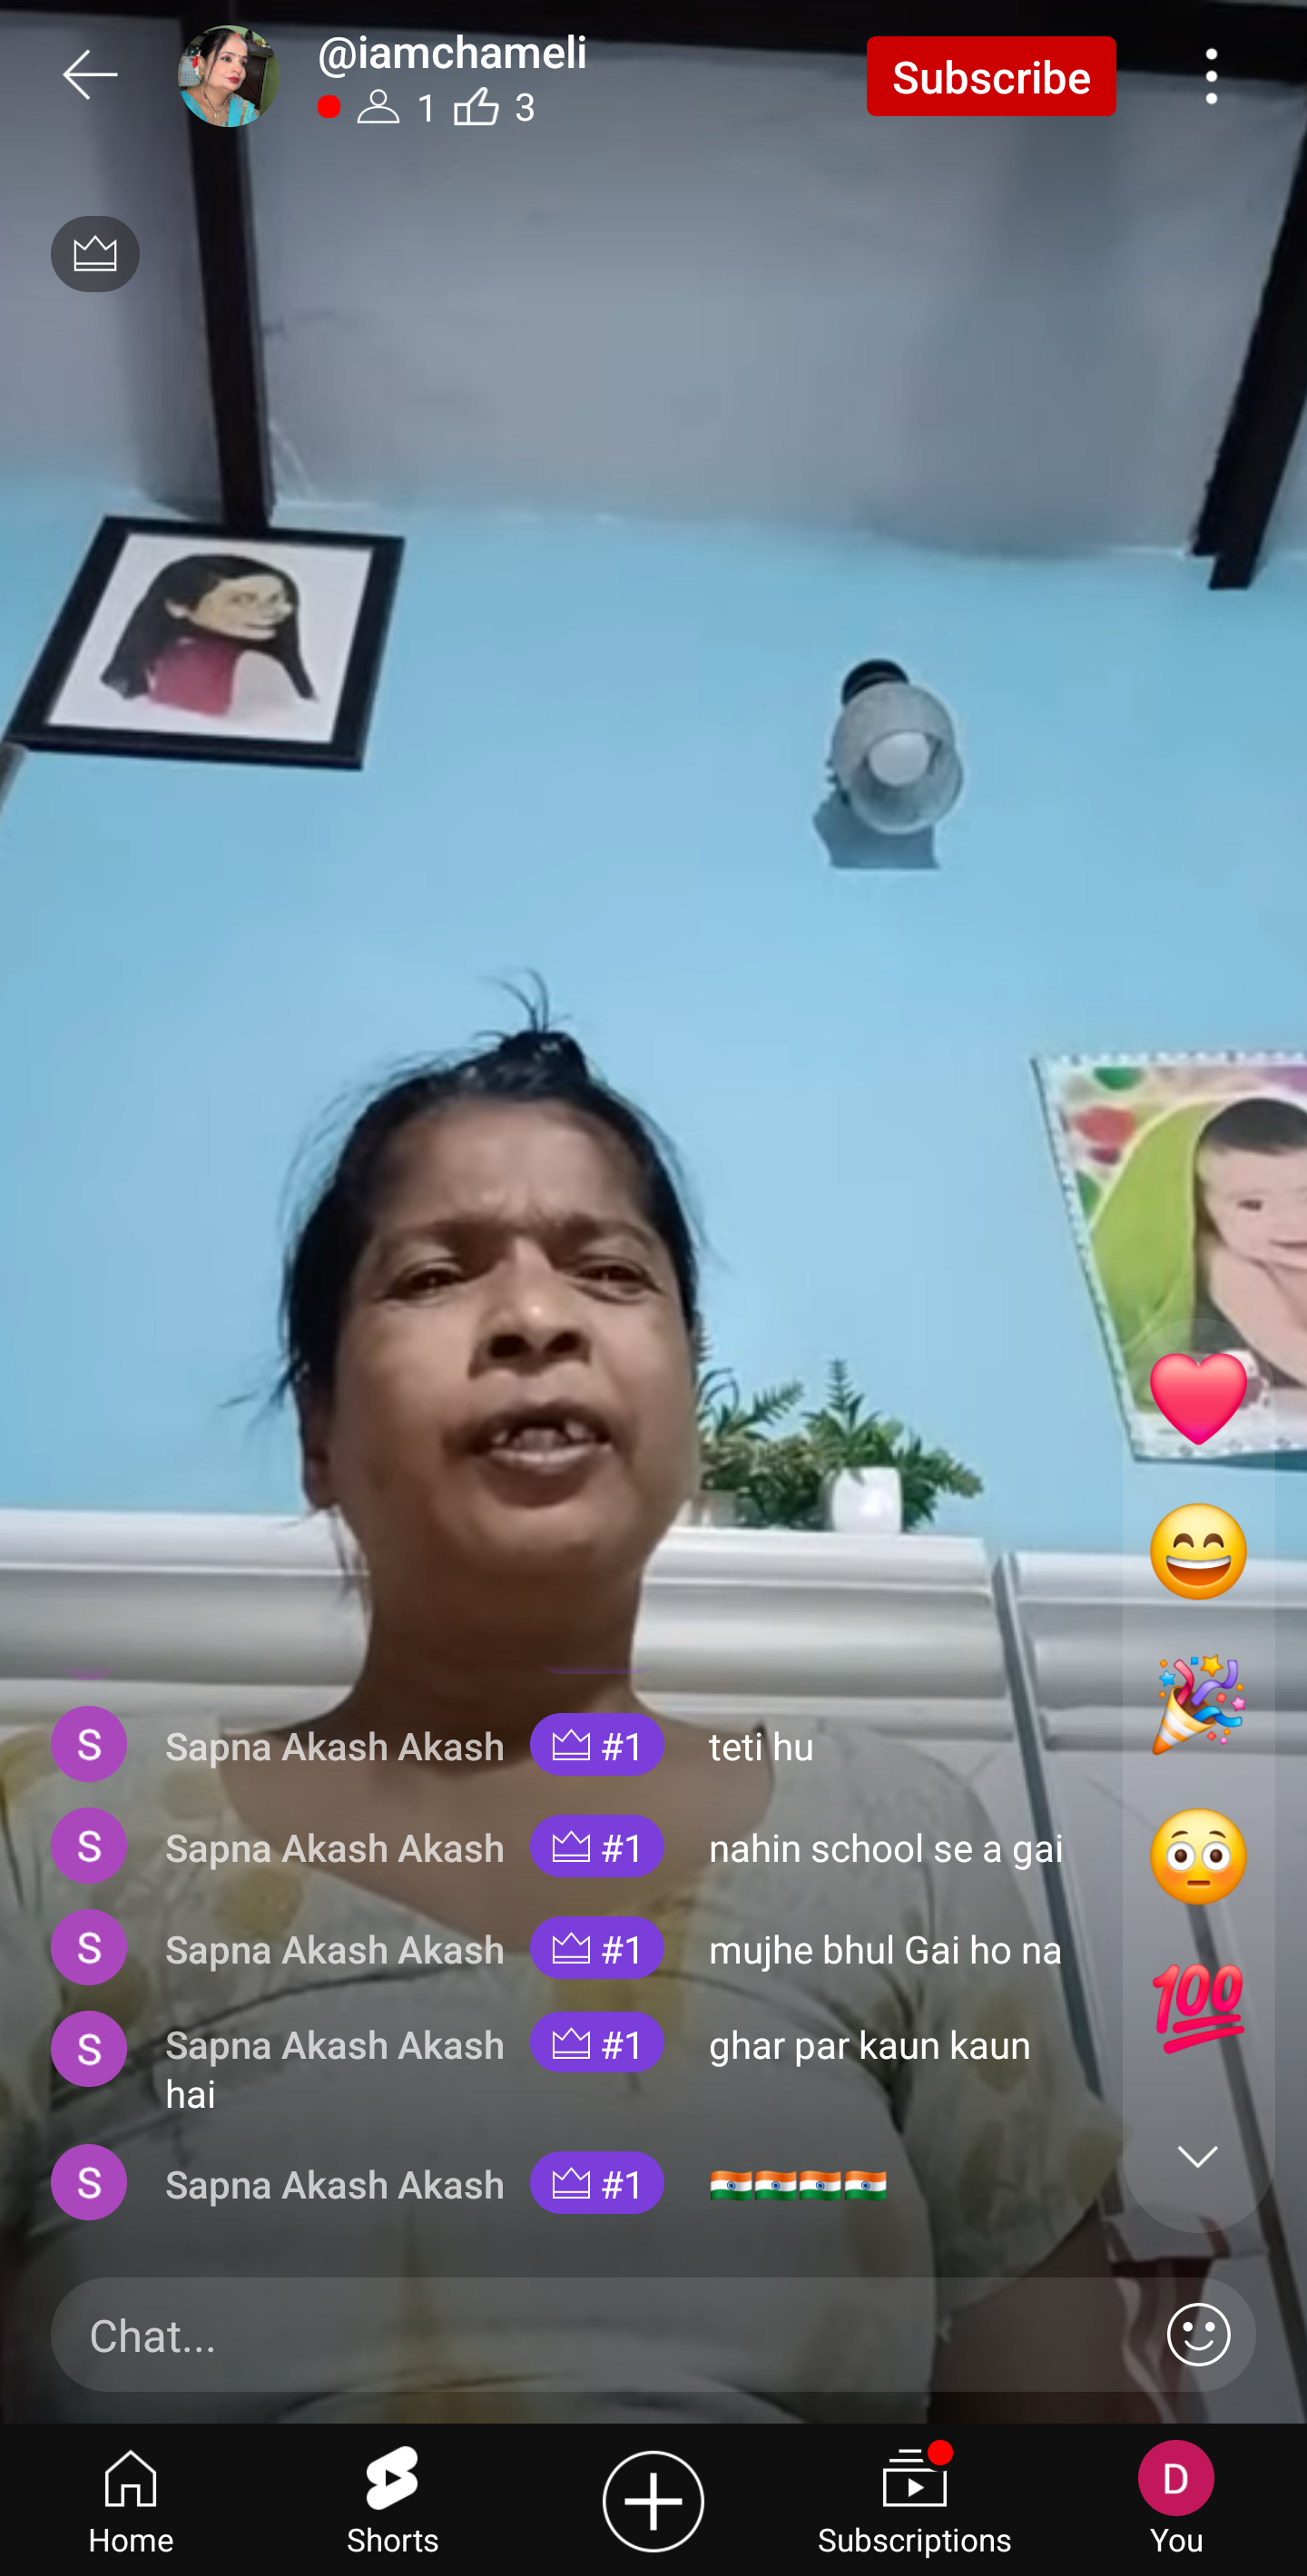 @iamchameli
1 3
Subscribe
S Sapna Akash Akash #1 teti hu
S Sapna Akash Akash #1 nahin school se a gai
S Sapna Akash Akash #1 mujhe bhul Gai ho na
S Sapna Akash Akash #1 ghar par kaun kaun
hai
S Sapna Akash Akash #1 🇮🇳🇮🇳🇮🇳🇮🇳
Chat...
D
Home Shorts Subscriptions You